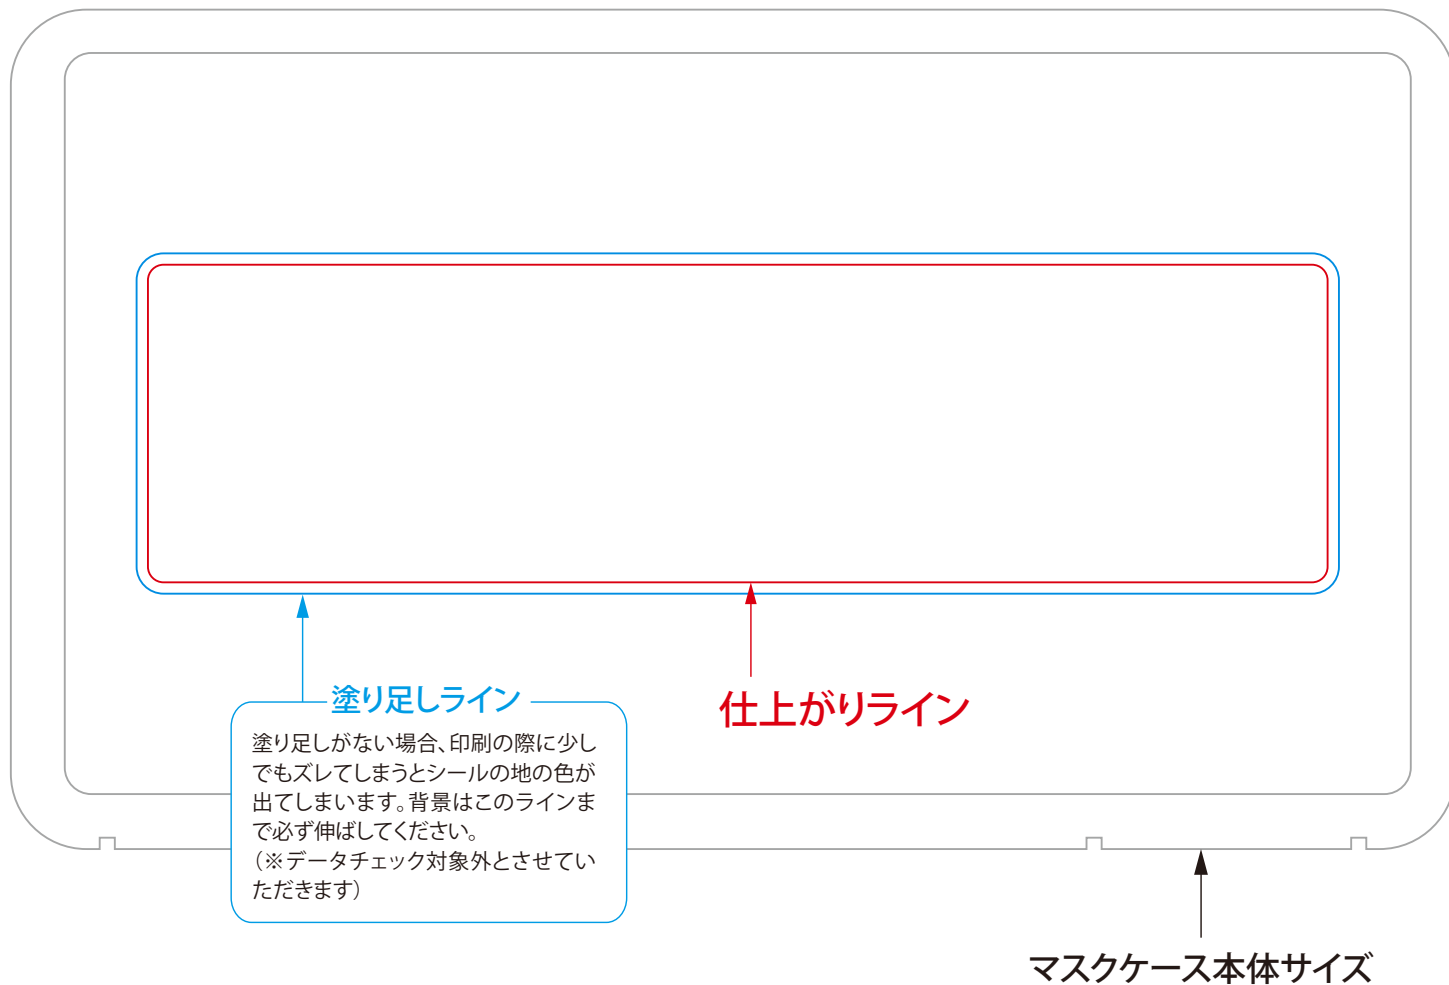 塗り足しライン
塗り足しがない場合、印刷の際に少し
でもズレてしまうとシールの地の色が
出てしまいます。背景はこのラインま
で必ず伸ばしてください。
（※データチェック対象外とさせてい
ただきます）
仕上がりライン
マスクケース本体サイズ